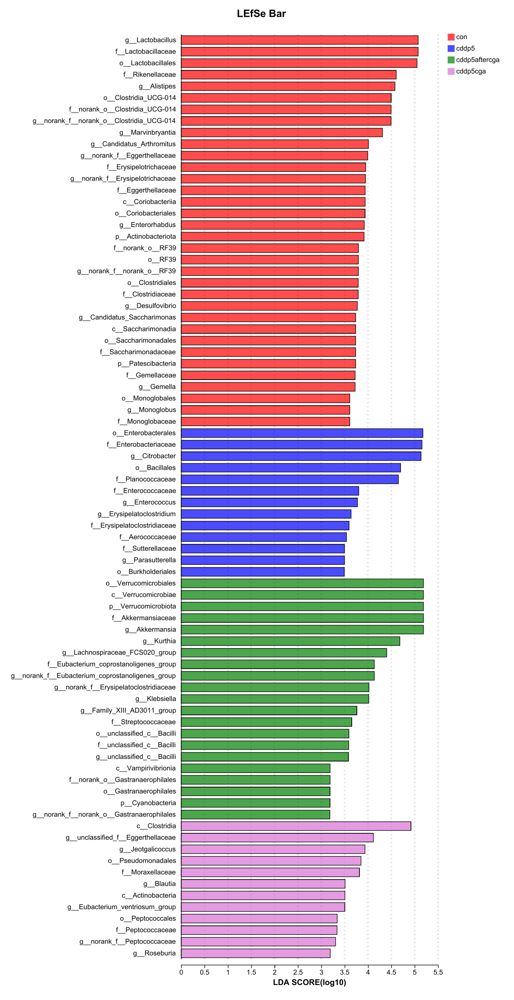 LEfSe Bar
con
cddp5
cddp5aftercga
cddp5cga
g__Lactobacillus
f__Lactobacillaceae
o__Lactobacillales
f__Rikenellaceae
g__Alistipes
o__Clostridia_UCG-014
f__norank_o__Clostridia_UCG-014
g__norank_f__norank_o__Clostridia_UCG-014
g__Marvinbryantia
g__Candidatus_Arthromitus
g__norank_f__Eggerthellaceae
f__Erysipelotrichaceae
g__norank_f__Erysipelotrichaceae
f__Eggerthellaceae
c__Coriobacteriia
o__Coriobacteriales
g__Enterorhabdus
p__Actinobacteriota
f__norank_o__RF39
o__RF39
g__norank_f__norank_o__RF39
o__Clostridiales
f__Clostridiaceae
g__Desulfovibrio
g__Candidatus_Saccharimonas
c__Saccharimonadia
o__Saccharimonadales
f__Saccharimonadaceae
p__Patescibacteria
f__Gemellaceae
g__Gemella
o__Monoglobales
g__Monoglobus
f__Monoglobaceae
o__Enterobacterales
f__Enterobacteriaceae
g__Citrobacter
o__Bacillales
f__Planococcaceae
f__Enterococcaceae
g__Enterococcus
g__Erysipelatoclostridium
f__Erysipelatoclostridiaceae
f__Aerococcaceae
f__Sutterellaceae
g__Parasutterella
o__Burkholderiales
o__Verrucomicrobiales
c__Verrucomicrobiae
p__Verrucomicrobiota
f__Akkermansiaceae
g__Akkermansia
g__Kurthia
g__Lachnospiraceae_FCS020_group
f__Eubacterium_coprostanoligenes_group
g__norank_f__Eubacterium_coprostanoligenes_group
g__norank_f__Erysipelatoclostridiaceae
g__Klebsiella
g__Family_XIII_AD3011_group
f__Streptococcaceae
o__unclassified_c__Bacilli
f__unclassified_c__Bacilli
g__unclassified_c__Bacilli
c__Vampirivibrionia
f__norank_o__Gastranaerophilales
o__Gastranaerophilales
p__Cyanobacteria
g__norank_f__norank_o__Gastranaerophilales
c__Clostridia
g__unclassified_f__Eggerthellaceae
g__Jeotgalicoccus
o__Pseudomonadales
f__Moraxellaceae
g__Blautia
c__Actinobacteria
g__Eubacterium_ventriosum_group
o__Peptococcales
f__Peptococcaceae
g__norank_f__Peptococcaceae
g__Roseburia
0 0.5 1 1.5 2 2.5 3 3.5 4 4.5 5 5.5
LDA SCORE(log10)